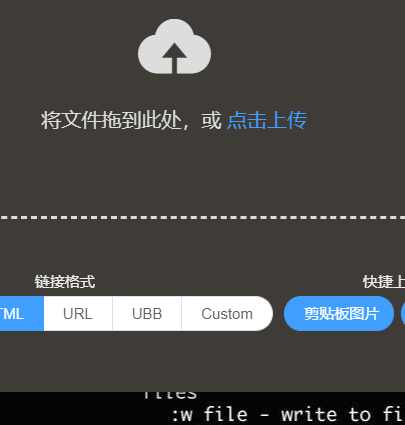 将文件拖到此处，或 点击上传
链接格式 快捷上
TML URL UBB Custom 剪贴板图片
files
:w file - write to fi